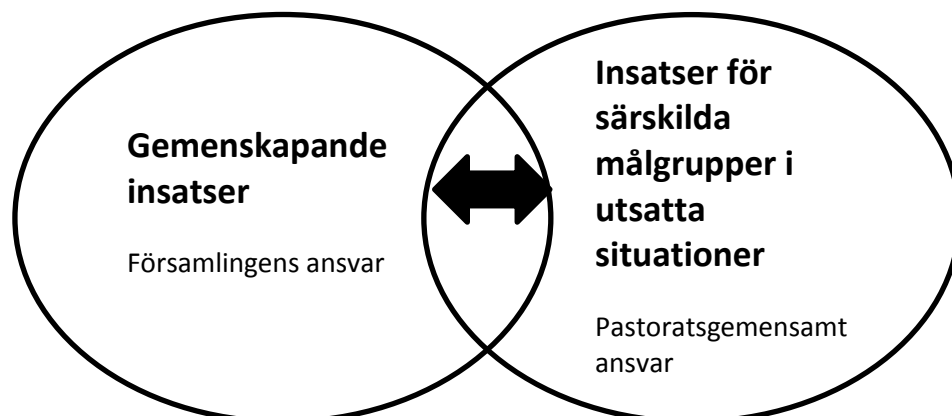 Gemenskapande
insatser
Församlingens ansvar
Insatser för
särskilda
målgrupper i
utsatta
situationer
Pastoratsgemensamt
ansvar